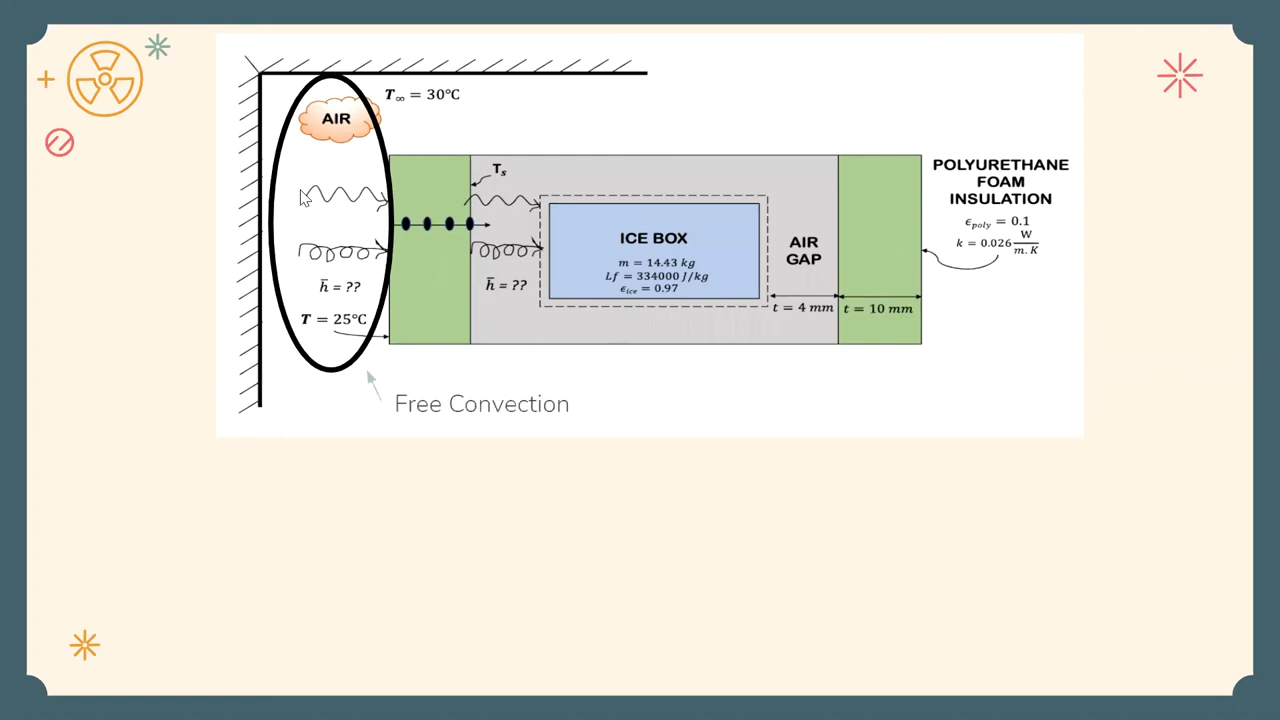 T∞ = 30℃
AIR
Ts
h̄ = ??
T = 25℃
h̄ = ??
ICE BOX
m = 14.43 kg
Lf = 334000 J/kg
ϵice = 0.97
AIR
GAP
t = 4 mm
t = 10 mm
POLYURETHANE
FOAM
INSULATION
ϵpoly = 0.1
k = 0.026 W/m.K
Free Convection